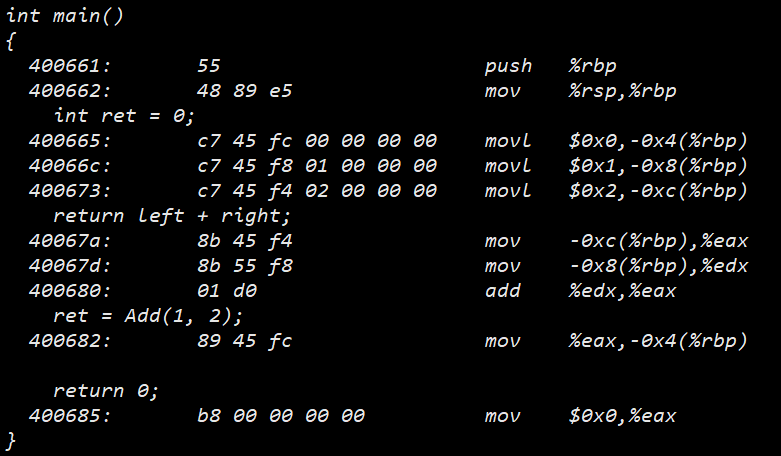 int main()
{
  400661:	55	push   %rbp
  400662:	48 89 e5	mov    %rsp,%rbp
    int ret = 0;
  400665:	c7 45 fc 00 00 00 00	movl   $0x0,-0x4(%rbp)
  40066c:	c7 45 f8 01 00 00 00	movl   $0x1,-0x8(%rbp)
  400673:	c7 45 f4 02 00 00 00	movl   $0x2,-0xc(%rbp)
    return left + right;
  40067a:	8b 45 f4	mov    -0xc(%rbp),%eax
  40067d:	8b 55 f8	mov    -0x8(%rbp),%edx
  400680:	01 d0	add    %edx,%eax
    ret = Add(1, 2);
  400682:	89 45 fc	mov    %eax,-0x4(%rbp)
    return 0;
  400685:	b8 00 00 00 00	mov    $0x0,%eax
}